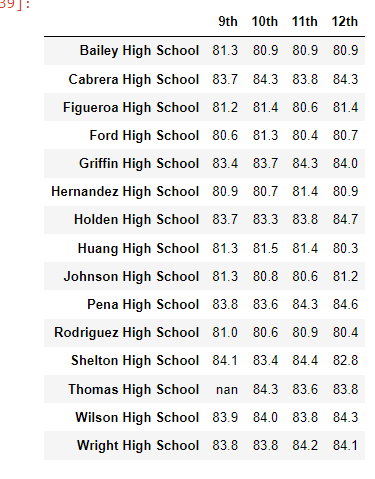 39]:
9th 10th 11th 12th
Bailey High School 81.3 80.9 80.9 80.9
Cabrera High School 83.7 84.3 83.8 84.3
Figueroa High School 81.2 81.4 80.6 81.4
Ford High School 80.6 81.3 80.4 80.7
Griffin High School 83.4 83.7 84.3 84.0
Hernandez High School 80.9 80.7 81.4 80.9
Holden High School 83.7 83.3 83.8 84.7
Huang High School 81.3 81.5 81.4 80.3
Johnson High School 81.3 80.8 80.6 81.2
Pena High School 83.8 83.6 84.3 84.6
Rodriguez High School 81.0 80.6 80.9 80.4
Shelton High School 84.1 83.4 84.4 82.8
Thomas High School nan 84.3 83.6 83.8
Wilson High School 83.9 84.0 83.8 84.3
Wright High School 83.8 83.8 84.2 84.1